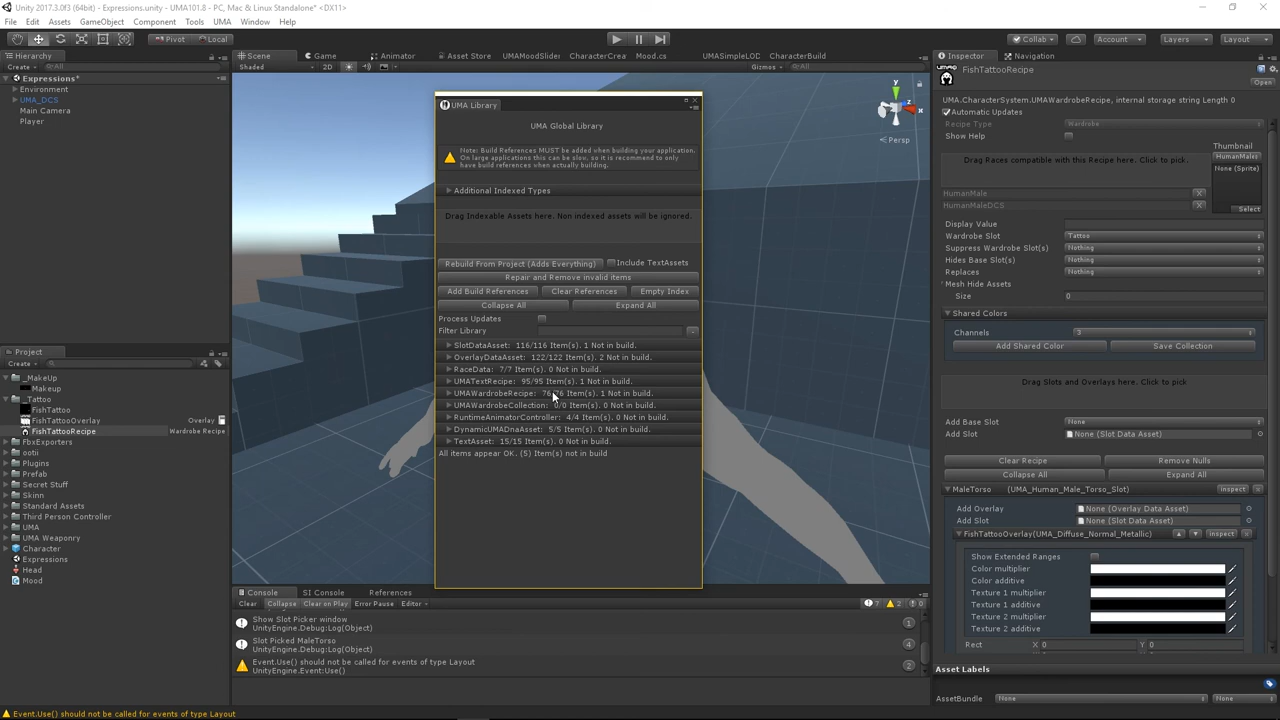 Unity 2017.3.0f3 (64bit) - Expressions.unity - UMA101.8 - PC, Mac & Linux Standalone* <DX11>
File Edit Assets GameObject Component Tools UMA Window Help
Pivot Local
Collab Account Layers Layout
Hierarchy
Create All
Expressions*
Environment
UMA_DCS
Main Camera
Player
Scene Game Animator Asset Store UMAMoodSlider CharacterCrea Mood.cs UMASimpleLOD CharacterBuild
Shaded 2D Gizmos All
y
x
Persp
UMA Library
UMA Global Library
Note: Build References MUST be added when building your application.
On large applications this can be slow, so it is recommend to only
have build references when actually building.
Additional Indexed Types
Drag Indexable Assets here. Non indexed assets will be ignored.
Rebuild From Project (Adds Everything) Include TextAssets
Repair and Remove invalid items
Add Build References Clear References Empty Index
Collapse All Expand All
Process Updates
Filter Library
SlotDataAsset: 116/116 Item(s). 1 Not in build.
OverlayDataAsset: 122/122 Item(s). 2 Not in build.
RaceData: 7/7 Item(s). 0 Not in build.
UMATextRecipe: 95/95 Item(s). 1 Not in build.
UMAWardrobeRecipe: 76/76 Item(s). 1 Not in build.
UMAWardrobeCollection: 0/0 Item(s). 0 Not in build.
RuntimeAnimatorController: 4/4 Item(s). 0 Not in build.
DynamicUMADnaAsset: 5/5 Item(s). 0 Not in build.
TextAsset: 15/15 Item(s). 0 Not in build.
All items appear OK. (5) Item(s) not in build
Project
Create
_MakeUp
Makeup
_Tattoo
FishTattoo
FishTattooOverlay Overlay
FishTattooRecipe Wardrobe Recipe
FbxExporters
ootii
Plugins
Prefab
Secret Stuff
Skinn
Standard Assets
Third Person Controller
UMA
UMA Weaponry
Character
Expressions
Head
Mood
Console SI Console References
Clear Collapse Clear on Play Error Pause Editor 7 2 0
Show Slot Picker window
UnityEngine.Debug:Log(Object) 1
Slot Picked MaleTorso
UnityEngine.Debug:Log(Object) 4
Event.Use() should not be called for events of type Layout
UnityEngine.Event:Use() 2
Event.Use() should not be called for events of type Layout
Inspector Navigation
FishTattooRecipe
Open
UMA.CharacterSystem.UMAWardrobeRecipe, internal storage string Length 0
Automatic Updates
Recipe Type Wardrobe
Show Help
Thumbnail
Drag Races compatible with this Recipe here. Click to pick.
None (Sprite)
HumanMale X
HumanMaleDCS X
Select
Display Value
Wardrobe Slot Tattoo
Suppress Wardrobe Slot(s) Nothing
Hides Base Slot(s) Nothing
Replaces Nothing
Mesh Hide Assets
Size 0
Shared Colors
Channels 3
Add Shared Color Save Collection
Drag Slots and Overlays here. Click to pick
Add Base Slot None
Add Slot None (Slot Data Asset)
Clear Recipe Remove Nulls
Collapse All Expand All
MaleTorso (UMA_Human_Male_Torso_Slot) inspect
Add Overlay None (Overlay Data Asset)
Add Slot None (Slot Data Asset)
FishTattooOverlay(UMA_Diffuse_Normal_Metallic) inspect
Show Extended Ranges
Color multiplier
Color additive
Texture 1 multiplier
Texture 1 additive
Texture 2 multiplier
Texture 2 additive
Rect X 0 Y 0
Asset Labels
AssetBundle None None